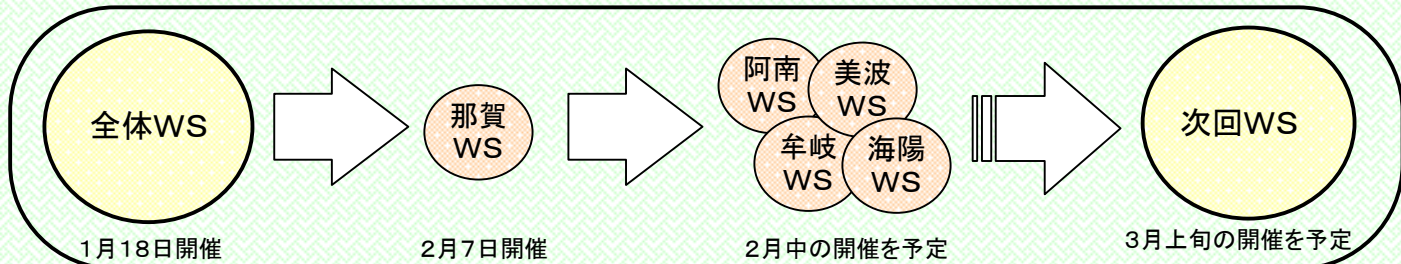 全体WS
那賀
WS
阿南
WS
美波
WS
牟岐
WS
海陽
WS
次回WS
1月18日開催
2月7日開催
2月中の開催を予定
3月上旬の開催を予定